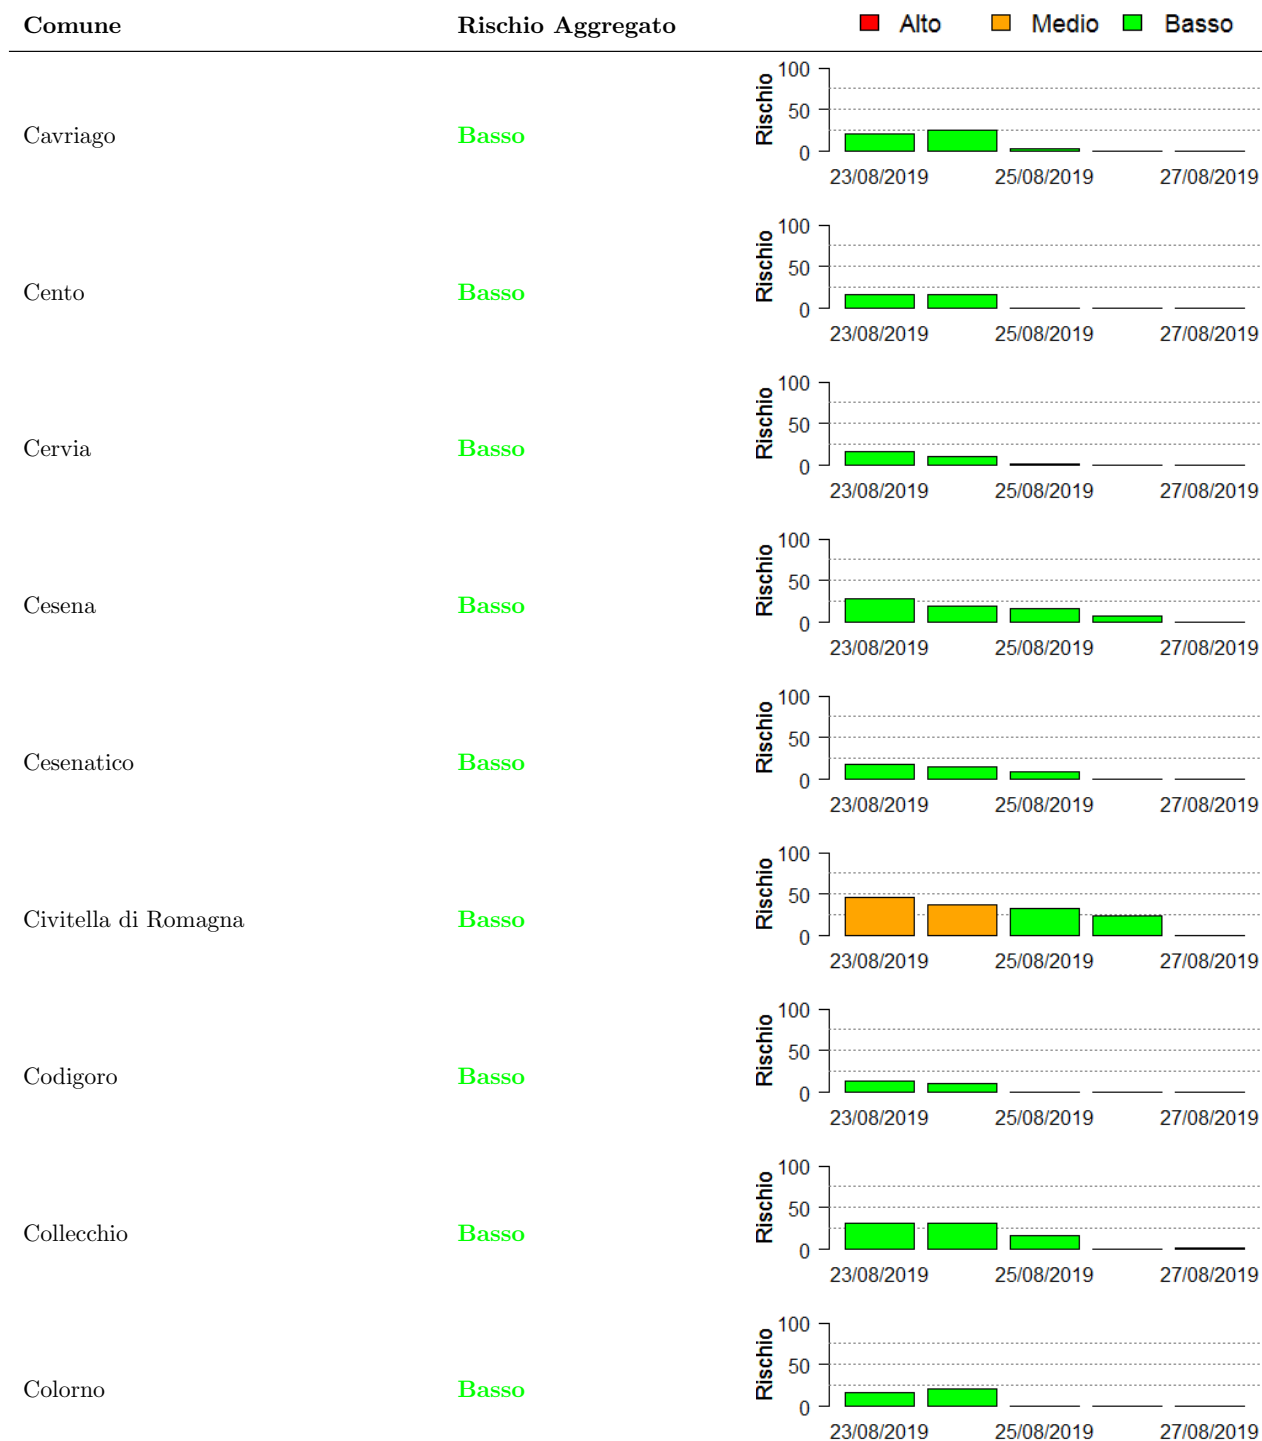 Comune Rischio Aggregato Alto Medio Basso
100
50
0
Rischio
Cavriago Basso
23/08/2019 25/08/2019 27/08/2019
100
50
0
Rischio
Cento Basso
23/08/2019 25/08/2019 27/08/2019
100
50
0
Rischio
Cervia Basso
23/08/2019 25/08/2019 27/08/2019
100
50
0
Rischio
Cesena Basso
23/08/2019 25/08/2019 27/08/2019
100
50
0
Rischio
Cesenatico Basso
23/08/2019 25/08/2019 27/08/2019
100
50
0
Rischio
Civitella di Romagna Basso
23/08/2019 25/08/2019 27/08/2019
100
50
0
Rischio
Codigoro Basso
23/08/2019 25/08/2019 27/08/2019
100
50
0
Rischio
Collecchio Basso
23/08/2019 25/08/2019 27/08/2019
100
50
0
Rischio
Colorno Basso
23/08/2019 25/08/2019 27/08/2019